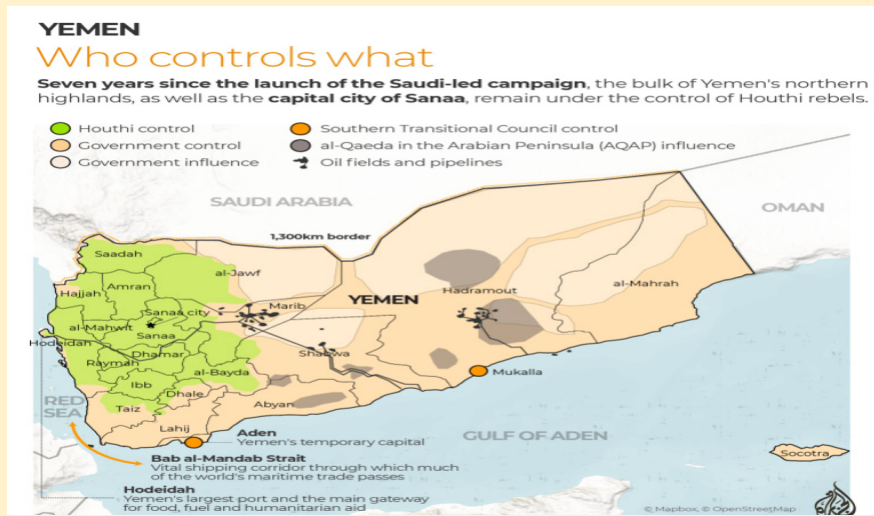 YEMEN
Who controls what
Seven years since the launch of the Saudi-led campaign, the bulk of Yemen's northern
highlands, as well as the capital city of Sanaa, remain under the control of Houthi rebels.
Houthi control
Southern Transitional Council control
Government control
al-Qaeda in the Arabian Peninsula (AQAP) influence
Government influence
Oil fields and pipelines
SAUDI ARABIA
OMAN
1,300km border
Saadah
al-Jawf
Amran
Hajjah
Hadramout
al-Mahrah
YEMEN
Marib
Sanaa city
al-Mahwit
Sanaa
Hodeidah
Dhamar
Shabwa
Raymah
al-Bayda
Mukalla
Ibb
Dhale
Abyan
RED
SEA
Taiz
Lahij
Aden
Yemen's temporary capital
GULF OF ADEN
Socotra
Bab al-Mandab Strait
Vital shipping corridor through which much
of the world's maritime trade passes
Hodeidah
Yemen's largest port and the main gateway
for food, fuel and humanitarian aid
© Mapbox, © OpenStreetMap